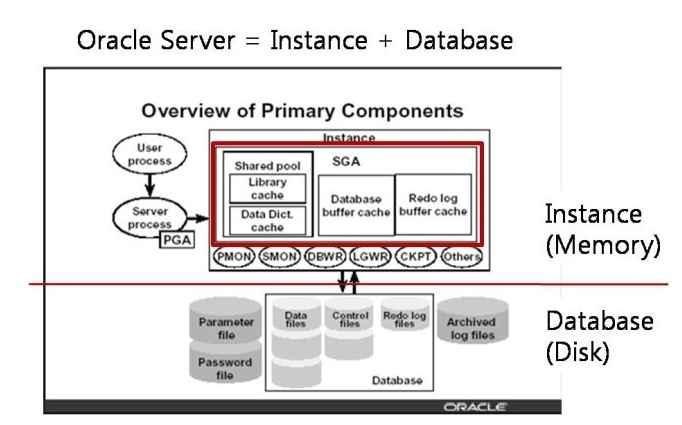 Oracle Server = Instance + Database
Overview of Primary Components
Instance
User
process
Server
process
PGA
SGA
Shared pool
Library
cache
Data Dict.
cache
Database
buffer cache
Redo log
buffer cache
PMON
SMON
DBWR
LGWR
CKPT
Others
Instance
(Memory)
Parameter
file
Password
file
Data
files
Control
files
Redo log
files
Database
Archived
log files
Database
(Disk)
ORACLE